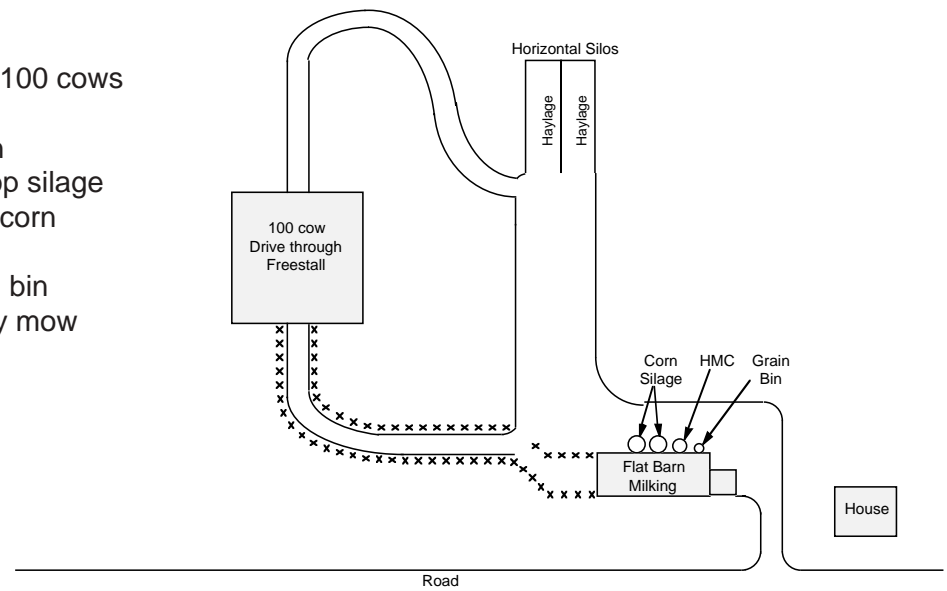 100 cows
op silage
corn
bin
y mow
Horizontal Silos
Haylage
Haylage
100 cow
Drive through
Freestall
Corn
Silage
HMC
Grain
Bin
Flat Barn
Milking
House
Road